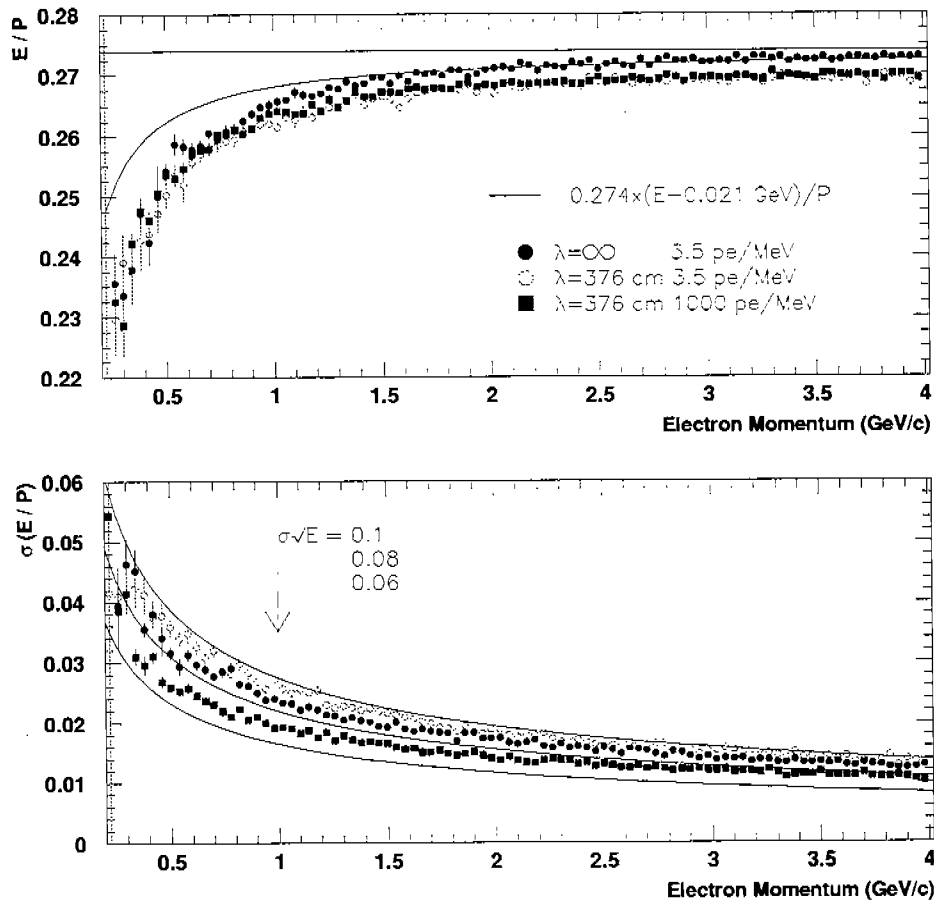 E / P
0.28
0.27
0.26
0.25
0.24
0.23
0.22
0.274×(E−0.021 GeV)/P
λ=∞ 3.5 pe/MeV
λ=376 cm 3.5 pe/MeV
λ=376 cm 1000 pe/MeV
0.5 1 1.5 2 2.5 3 3.5 4
Electron Momentum (GeV/c)
σ (E / P)
0.06
0.05
0.04
0.03
0.02
0.01
0
σ√E = 0.1
0.08
0.06
0.5 1 1.5 2 2.5 3 3.5 4
Electron Momentum (GeV/c)